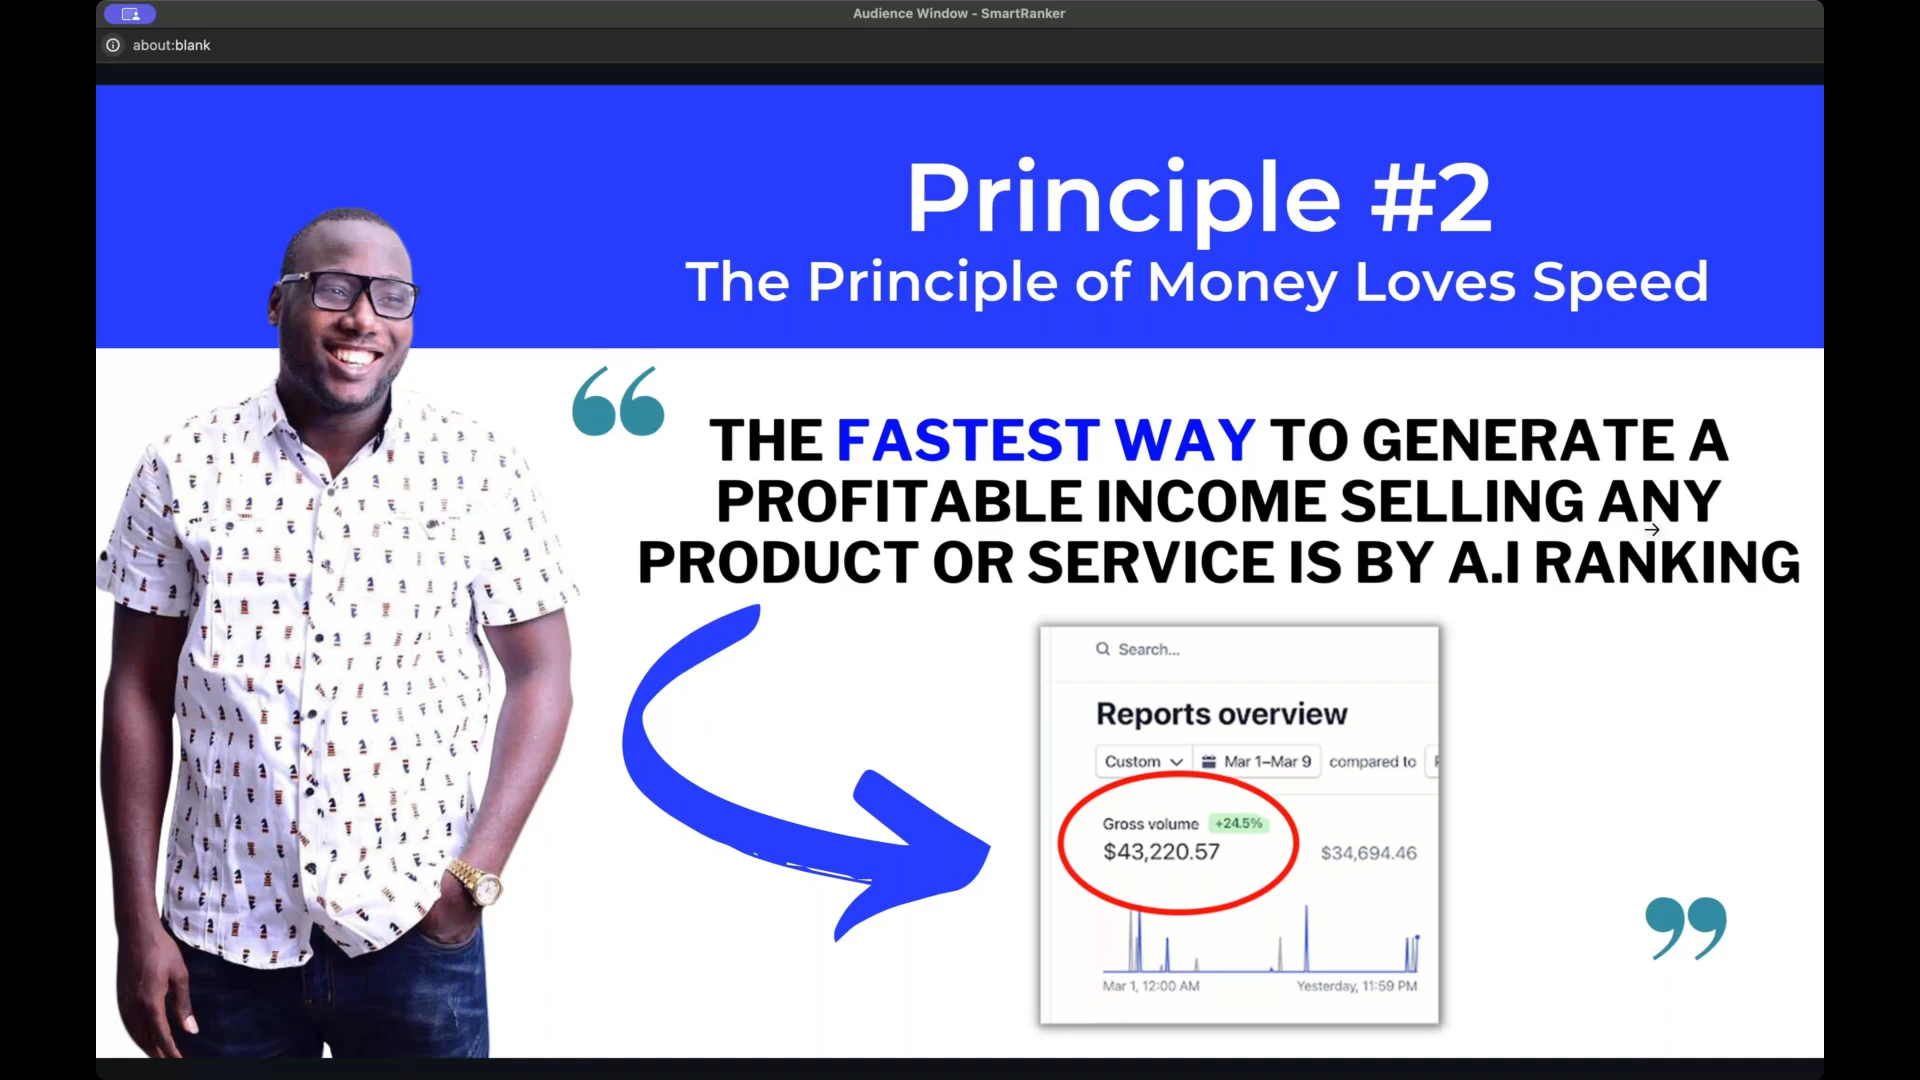 Audience Window - SmartRanker
about:blank
Principle #2
The Principle of Money Loves Speed
“
THE FASTEST WAY TO GENERATE A
PROFITABLE INCOME SELLING ANY
PRODUCT OR SERVICE IS BY A.I RANKING
Search...
Reports overview
Custom Mar 1–Mar 9 compared to
Gross volume +24.5%
$43,220.57 $34,694.46
Mar 1, 12:00 AM Yesterday, 11:59 PM
”